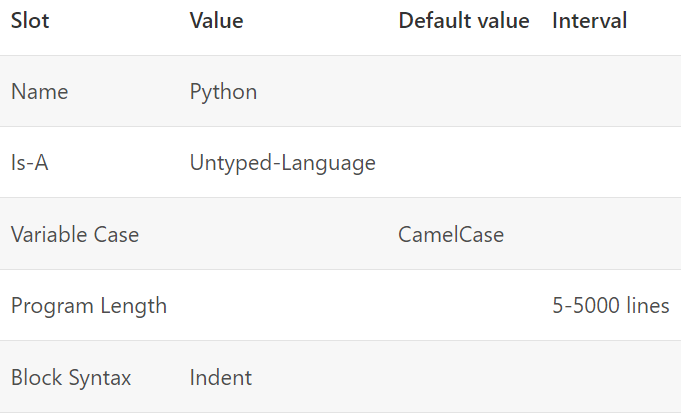 Slot Value Default value Interval
Name Python
Is-A Untyped-Language
Variable Case CamelCase
Program Length 5-5000 lines
Block Syntax Indent